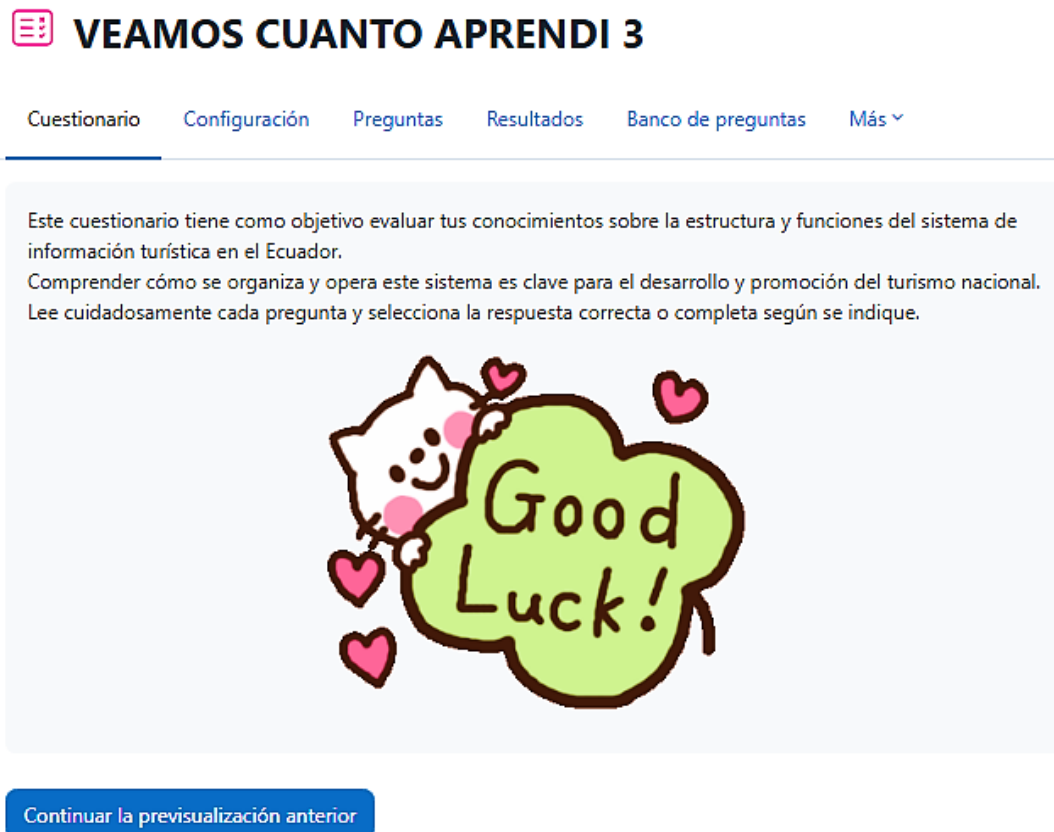 VEAMOS CUANTO APRENDI 3
Cuestionario Configuración Preguntas Resultados Banco de preguntas Más
Este cuestionario tiene como objetivo evaluar tus conocimientos sobre la estructura y funciones del sistema de
información turística en el Ecuador.
Comprender cómo se organiza y opera este sistema es clave para el desarrollo y promoción del turismo nacional.
Lee cuidadosamente cada pregunta y selecciona la respuesta correcta o completa según se indique.
Good
Luck!
Continuar la previsualización anterior